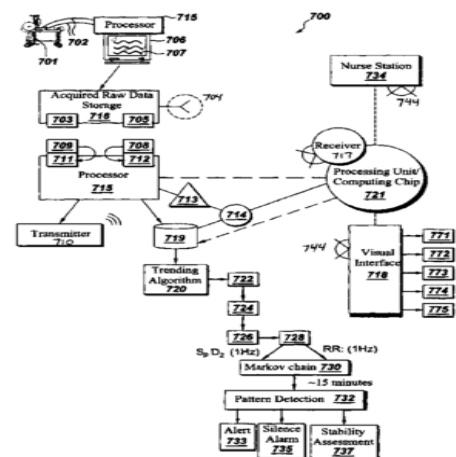 715
700
Processor
702
706
707
701
Nurse Station
734
Acquired Raw Data
Storage
716
703
705
704
744
709
708
711
712
Receiver
717
Processor
715
Processing Unit/
Computing Chip
721
713
714
Transmitter
710
719
744
Visual
Interface
718
771
772
773
774
775
Trending
Algorithm
720
722
724
726
728
(1Hz)
RR: (1Hz)
Markov chain 730
~15 minutes
Pattern Detection 732
Alert
733
Silence
Alarm
735
Stability
Assessment
737